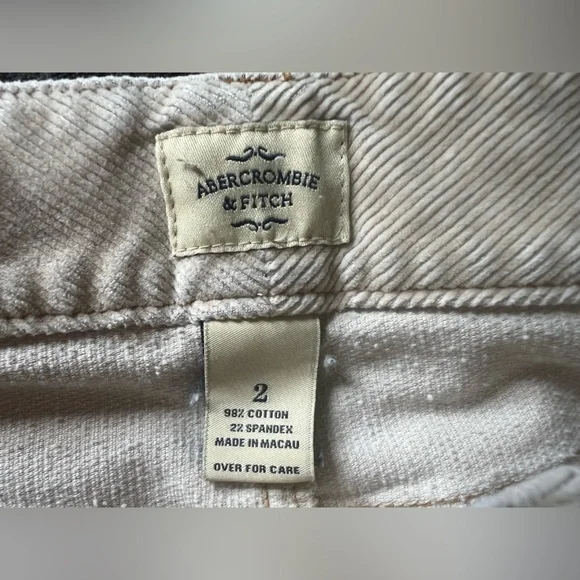 ABERCROMBIE
& FITCH
2
98% COTTON
2% SPANDEX
MADE IN MACAU
OVER FOR CARE